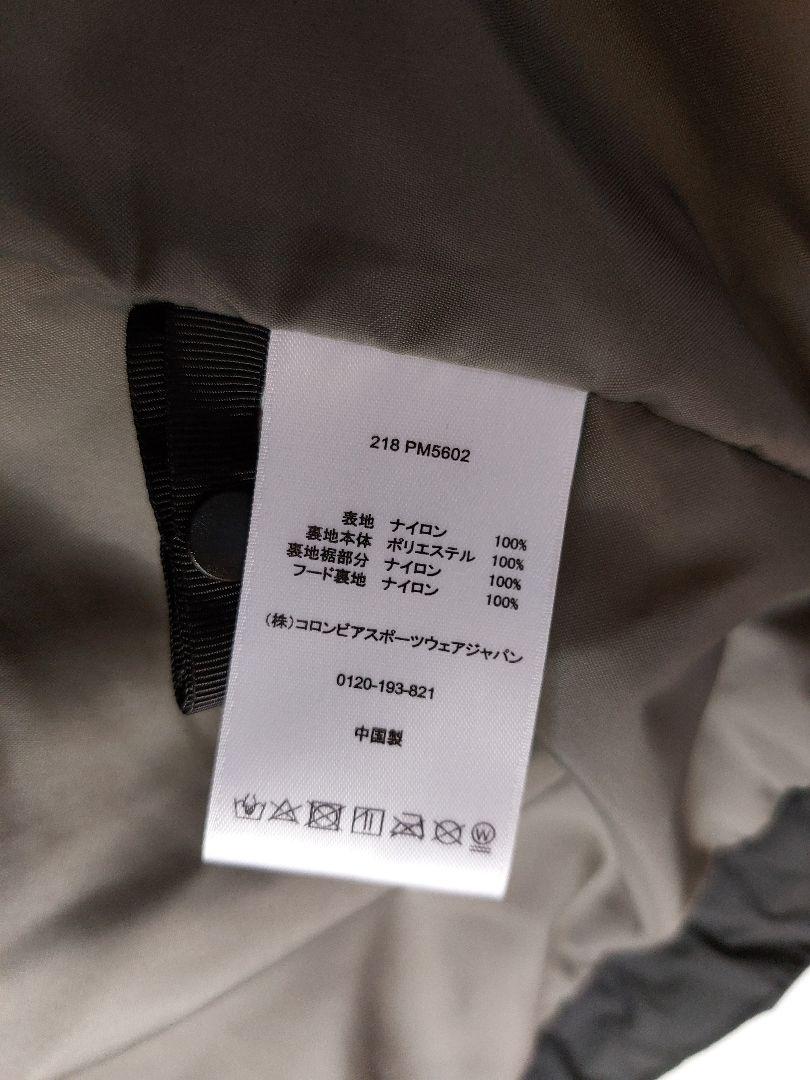 218 PM5602
表地 ナイロン 100%
裏地本体 ポリエステル 100%
裏地裾部分 ナイロン 100%
フード裏地 ナイロン 100%
(株)コロンビアスポーツウェアジャパン
0120-193-821
中国製
W